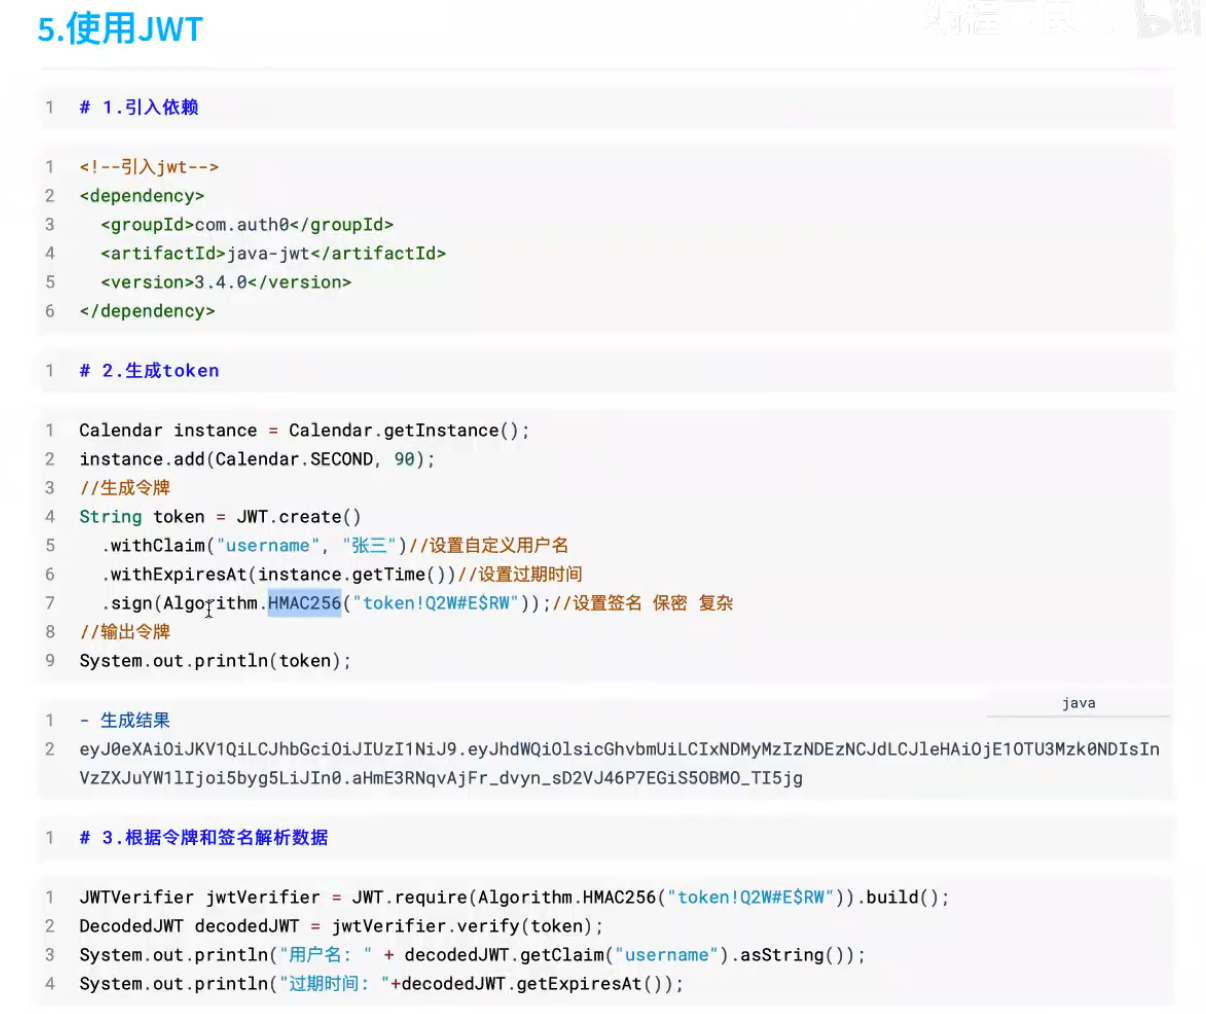 5.使用JWT
1 # 1.引入依赖
1 <!--引入jwt-->
2 <dependency>
3 <groupId>com.auth0</groupId>
4 <artifactId>java-jwt</artifactId>
5 <version>3.4.0</version>
6 </dependency>
1 # 2.生成token
1 Calendar instance = Calendar.getInstance();
2 instance.add(Calendar.SECOND, 90);
3 //生成令牌
4 String token = JWT.create()
5 .withClaim("username", "张三")//设置自定义用户名
6 .withExpiresAt(instance.getTime())//设置过期时间
7 .sign(Algorithm.HMAC256("token!Q2W#E$RW"));//设置签名 保密 复杂
8 //输出令牌
9 System.out.println(token);
java
1 - 生成结果
2 eyJ0eXAiOiJKV1QiLCJhbGciOiJIUzI1NiJ9.eyJhdWQiOlsicGhvbmUiLCIxNDMyMzIzNDEzNCJdLCJleHAiOjE1OTU3Mzk0NDIsIn
VzZXJuYW1lIjoi5byg5LiJIn0.aHmE3RNqvAjFr_dvyn_sD2VJ46P7EGiS5OBMO_TI5jg
1 # 3.根据令牌和签名解析数据
1 JWTVerifier jwtVerifier = JWT.require(Algorithm.HMAC256("token!Q2W#E$RW")).build();
2 DecodedJWT decodedJWT = jwtVerifier.verify(token);
3 System.out.println("用户名: " + decodedJWT.getClaim("username").asString());
4 System.out.println("过期时间: "+decodedJWT.getExpiresAt());